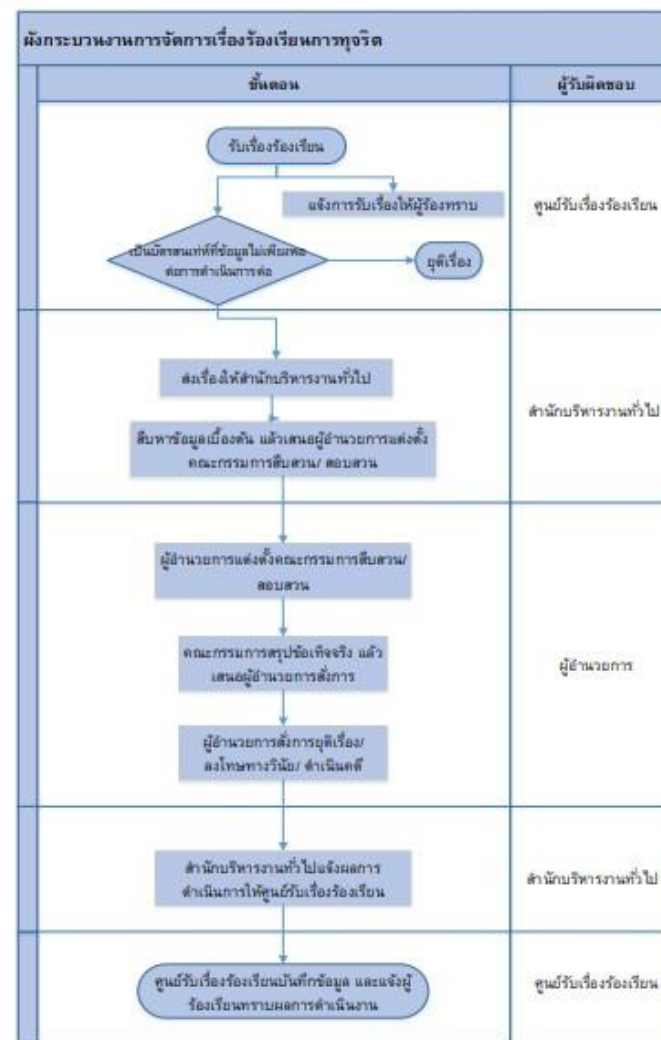 ผังกระบวนงานการจัดการเรื่องร้องเรียนการทุจริต
ขั้นตอน
ผู้รับผิดชอบ
รับเรื่องร้องเรียน
แจ้งการรับเรื่องให้ผู้ร้องทราบ
ศูนย์รับเรื่องร้องเรียน
เป็นบัตรสนเท่ห์ที่ข้อมูลไม่เพียงพอ
ต่อการดำเนินการต่อ
ยุติเรื่อง
ส่งเรื่องให้สำนักบริหารงานทั่วไป
สำนักบริหารงานทั่วไป
สืบหาข้อมูลเบื้องต้น แล้วเสนอผู้อำนวยการแต่งตั้ง
คณะกรรมการสืบสวน/ สอบสวน
ผู้อำนวยการแต่งตั้งคณะกรรมการสืบสวน/
สอบสวน
คณะกรรมการสรุปข้อเท็จจริง แล้ว
เสนอผู้อำนวยการสั่งการ
ผู้อำนวยการ
ผู้อำนวยการสั่งการยุติเรื่อง/
ลงโทษทางวินัย/ ดำเนินคดี
สำนักบริหารงานทั่วไปแจ้งผลการ
ดำเนินการให้ศูนย์รับเรื่องร้องเรียน
สำนักบริหารงานทั่วไป
ศูนย์รับเรื่องร้องเรียนบันทึกข้อมูล และแจ้งผู้
ร้องเรียนทราบผลการดำเนินงาน
ศูนย์รับเรื่องร้องเรียน